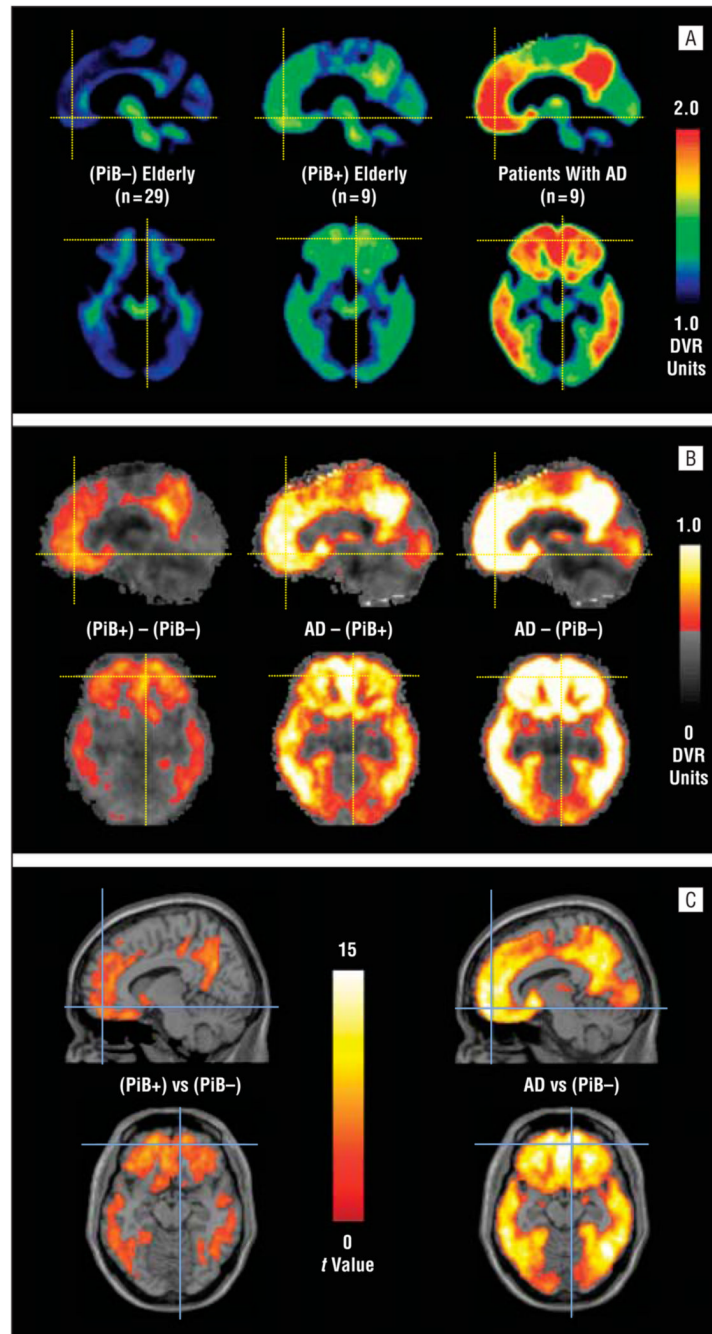 A
2.0
(PiB–) Elderly
(n=29)
(PiB+) Elderly
(n=9)
Patients With AD
(n=9)
1.0
DVR
Units
B
1.0
(PiB+) – (PiB–)
AD – (PiB+)
AD – (PiB–)
0
DVR
Units
C
15
(PiB+) vs (PiB–)
AD vs (PiB–)
0
t Value